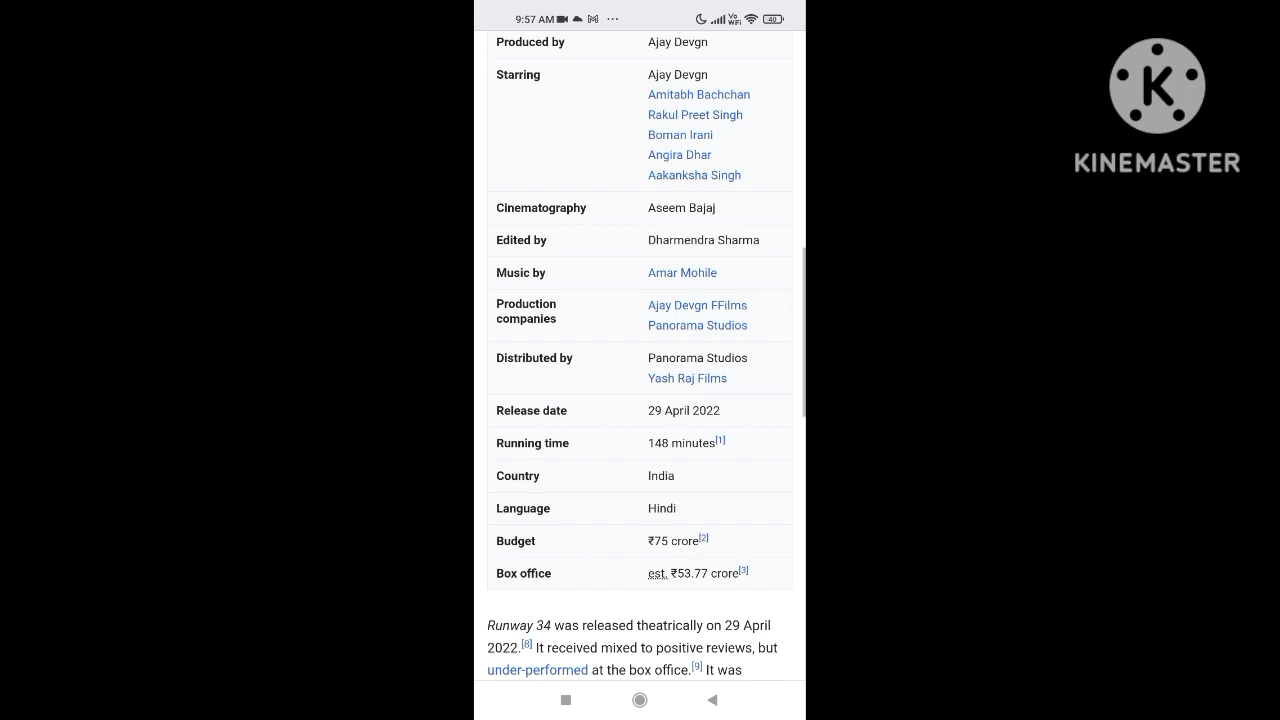 9:57 AM
Vo
WiFi
40
Produced by Ajay Devgn
Starring Ajay Devgn
Amitabh Bachchan
Rakul Preet Singh
Boman Irani
Angira Dhar
Aakanksha Singh
Cinematography Aseem Bajaj
Edited by Dharmendra Sharma
Music by Amar Mohile
Production Ajay Devgn FFilms
companies Panorama Studios
Distributed by Panorama Studios
Yash Raj Films
Release date 29 April 2022
Running time 148 minutes[1]
Country India
Language Hindi
Budget ₹75 crore[2]
Box office est. ₹53.77 crore[3]
Runway 34 was released theatrically on 29 April
2022.[8] It received mixed to positive reviews, but
under-performed at the box office.[9] It was
K
KINEMASTER